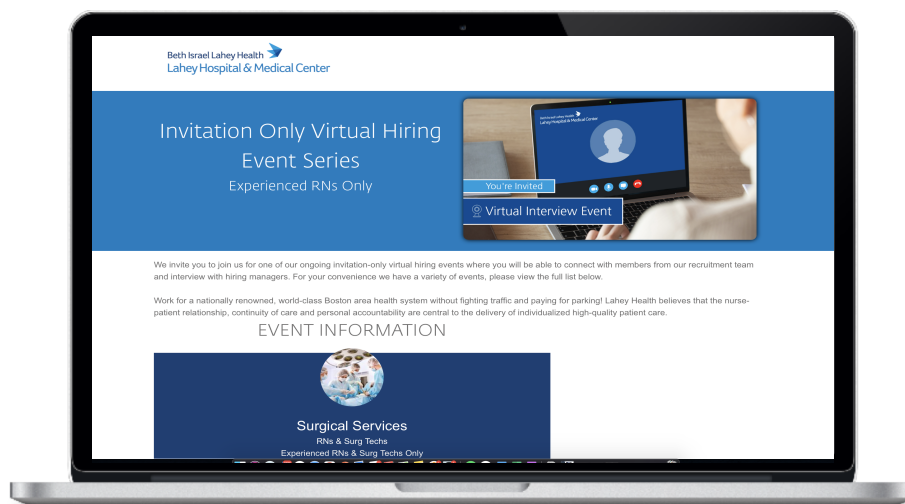 Beth Israel Lahey Health
Lahey Hospital & Medical Center
Invitation Only Virtual Hiring
Event Series
Experienced RNs Only
Beth Israel Lahey Health
Lahey Hospital & Medical Center
You're Invited
Virtual Interview Event
We invite you to join us for one of our ongoing invitation-only virtual hiring events where you will be able to connect with members from our recruitment team
and interview with hiring managers. For your convenience we have a variety of events, please view the full list below.
Work for a nationally renowned, world-class Boston area health system without fighting traffic and paying for parking! Lahey Health believes that the nurse-
patient relationship, continuity of care and personal accountability are central to the delivery of individualized high-quality patient care.
EVENT INFORMATION
Surgical Services
RNs & Surg Techs
Experienced RNs & Surg Techs Only